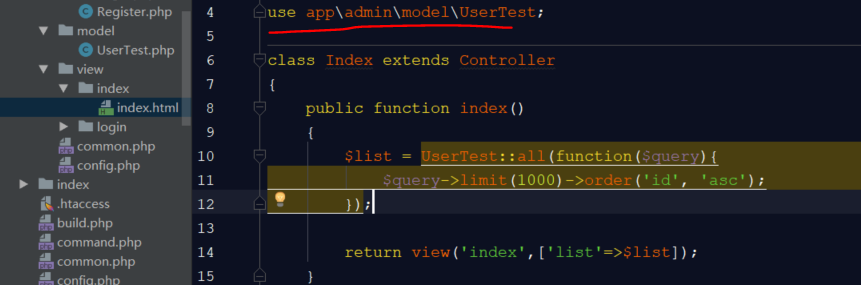 Register.php
model
UserTest.php
view
index
index.html
login
common.php
config.php
index
.htaccess
build.php
command.php
common.php
config.php
4 use app\admin\model\UserTest;
5
6 class Index extends Controller
7 {
8 public function index()
9 {
10 $list = UserTest::all(function($query){
11 $query->limit(1000)->order('id', 'asc');
12 });
13
14 return view('index',['list'=>$list]);
15 }